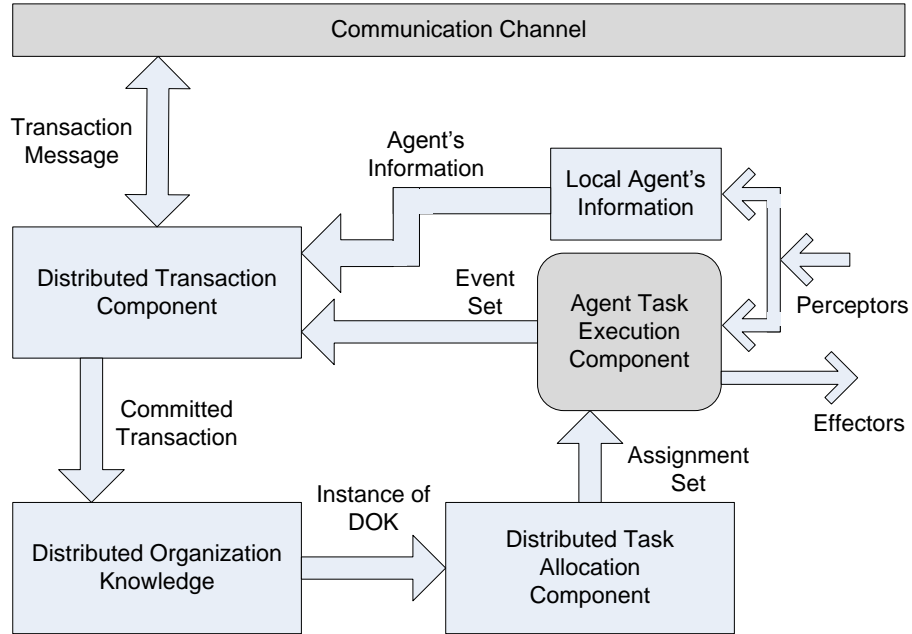 Communication Channel
Transaction
Message
Agent's
Information
Local Agent's
Information
Distributed Transaction
Component
Event
Set
Agent Task
Execution
Component
Perceptors
Effectors
Committed
Transaction
Assignment
Set
Instance of
DOK
Distributed Organization
Knowledge
Distributed Task
Allocation
Component